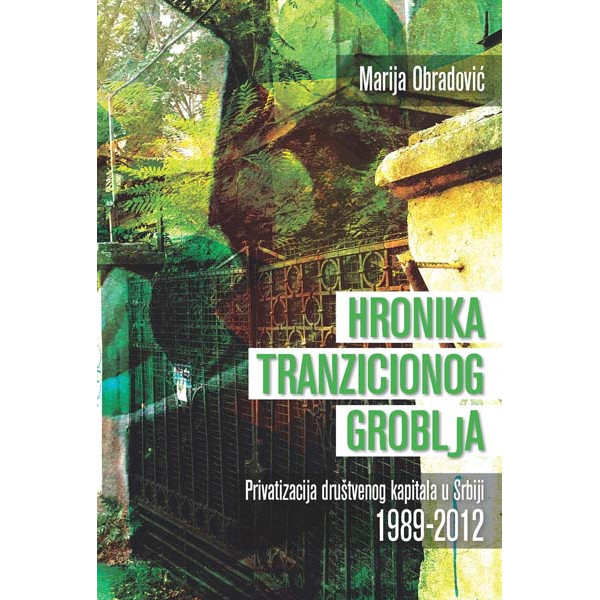 Marija Obradović
HRONIKA
TRANZICIONOG
GROBLjA
Privatizacija društvenog kapitala u Srbiji
1989-2012